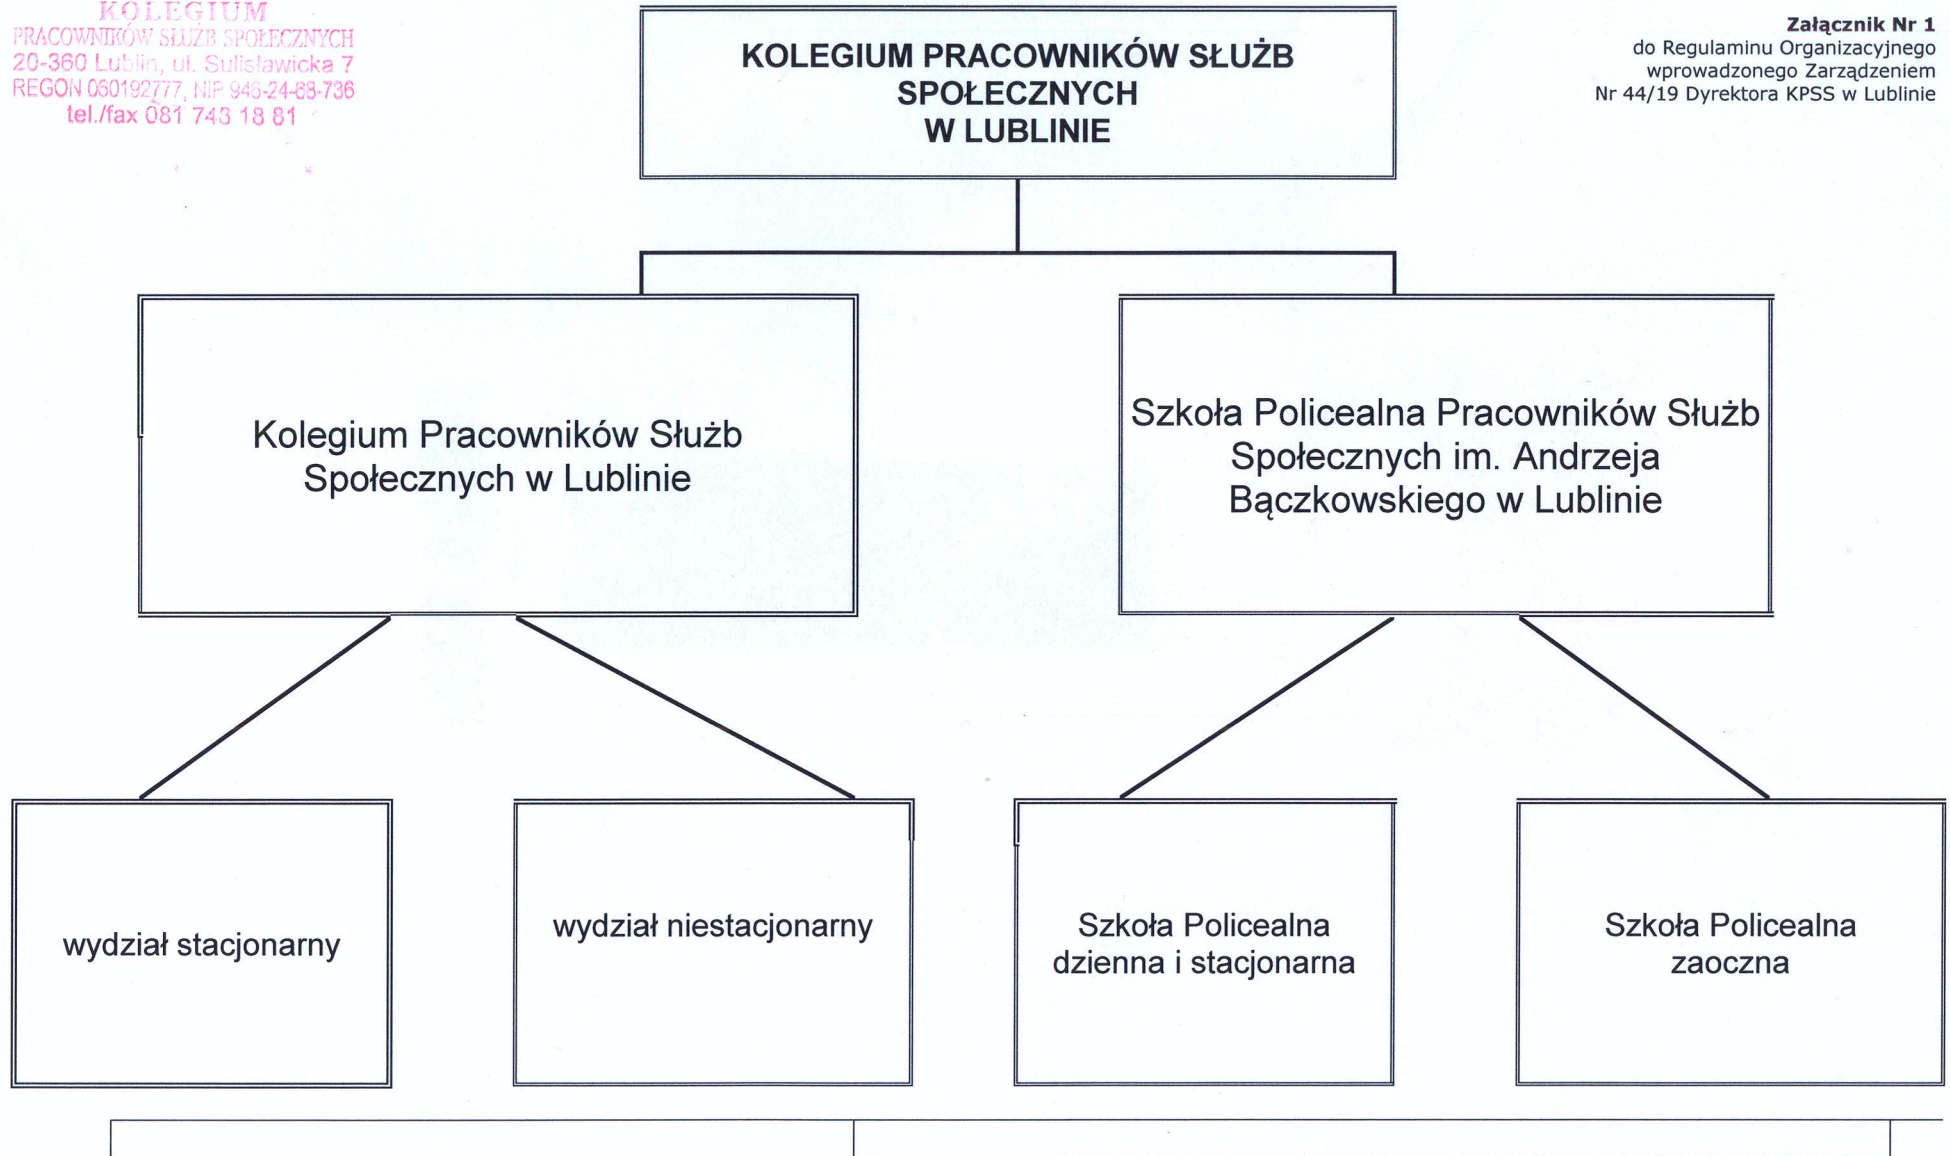 KOLEGIUM
PRACOWNIKÓW SŁUŻB SPOŁECZNYCH
20-360 Lublin, ul. Sulisławicka 7
REGON 060192777, NIP 946-24-68-736
tel./fax 081 743 18 81
Załącznik Nr 1
do Regulaminu Organizacyjnego
wprowadzonego Zarządzeniem
Nr 44/19 Dyrektora KPSS w Lublinie
KOLEGIUM PRACOWNIKÓW SŁUŻB
SPOŁECZNYCH
W LUBLINIE
Kolegium Pracowników Służb
Społecznych w Lublinie
Szkoła Policealna Pracowników Służb
Społecznych im. Andrzeja
Bączkowskiego w Lublinie
wydział stacjonarny
wydział niestacjonarny
Szkoła Policealna
dzienna i stacjonarna
Szkoła Policealna
zaoczna